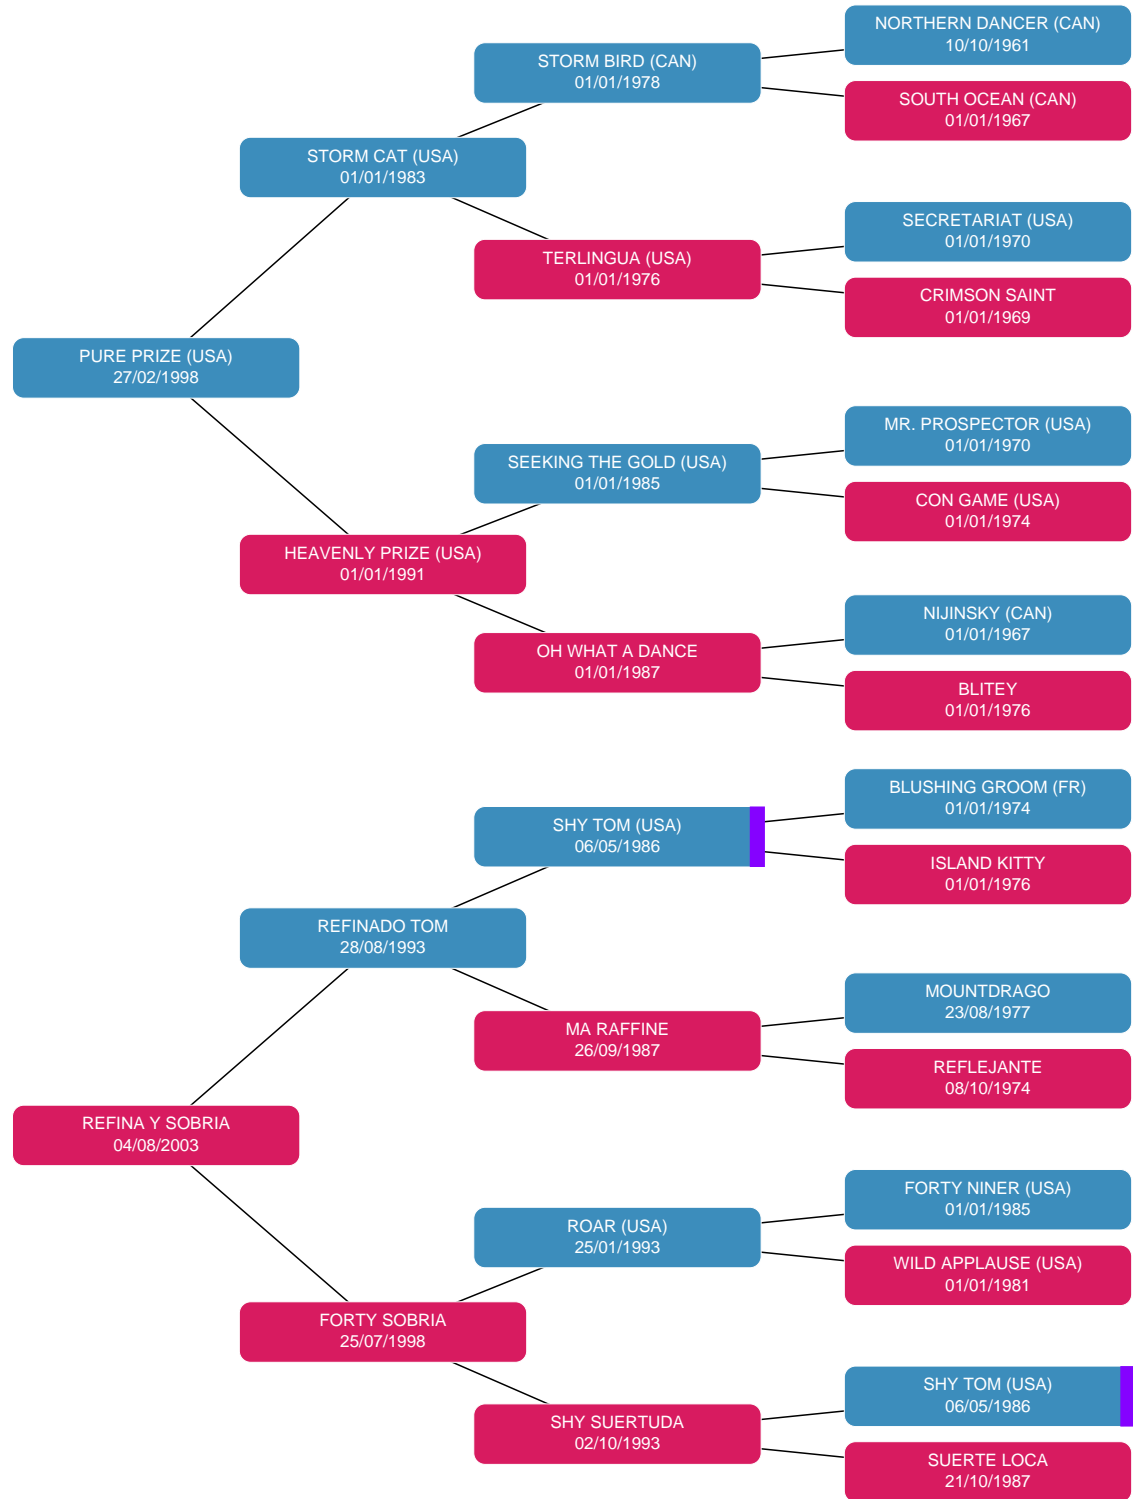 NORTHERN DANCER (CAN)
10/10/1961
STORM BIRD (CAN)
01/01/1978
SOUTH OCEAN (CAN)
01/01/1967
STORM CAT (USA)
01/01/1983
SECRETARIAT (USA)
01/01/1970
TERLINGUA (USA)
01/01/1976
CRIMSON SAINT
01/01/1969
PURE PRIZE (USA)
27/02/1998
MR. PROSPECTOR (USA)
01/01/1970
SEEKING THE GOLD (USA)
01/01/1985
CON GAME (USA)
01/01/1974
HEAVENLY PRIZE (USA)
01/01/1991
NIJINSKY (CAN)
01/01/1967
OH WHAT A DANCE
01/01/1987
BLITEY
01/01/1976
BLUSHING GROOM (FR)
01/01/1974
SHY TOM (USA)
06/05/1986
ISLAND KITTY
01/01/1976
REFINADO TOM
28/08/1993
MOUNTDRAGO
23/08/1977
MA RAFFINE
26/09/1987
REFLEJANTE
08/10/1974
REFINA Y SOBRIA
04/08/2003
FORTY NINER (USA)
01/01/1985
ROAR (USA)
25/01/1993
WILD APPLAUSE (USA)
01/01/1981
FORTY SOBRIA
25/07/1998
SHY TOM (USA)
06/05/1986
SHY SUERTUDA
02/10/1993
SUERTE LOCA
21/10/1987